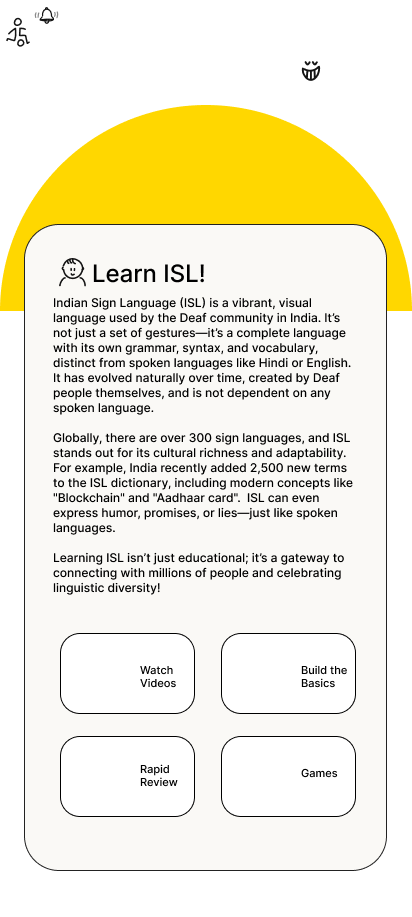 Learn ISL!
Indian Sign Language (ISL) is a vibrant, visual
language used by the Deaf community in India. It’s
not just a set of gestures—it’s a complete language
with its own grammar, syntax, and vocabulary,
distinct from spoken languages like Hindi or English.
It has evolved naturally over time, created by Deaf
people themselves, and is not dependent on any
spoken language.
Globally, there are over 300 sign languages, and ISL
stands out for its cultural richness and adaptability.
For example, India recently added 2,500 new terms
to the ISL dictionary, including modern concepts like
"Blockchain" and "Aadhaar card".  ISL can even
express humor, promises, or lies—just like spoken
languages.
Learning ISL isn’t just educational; it’s a gateway to
connecting with millions of people and celebrating
linguistic diversity!
Watch
Videos
Build the
Basics
Rapid
Review
Games